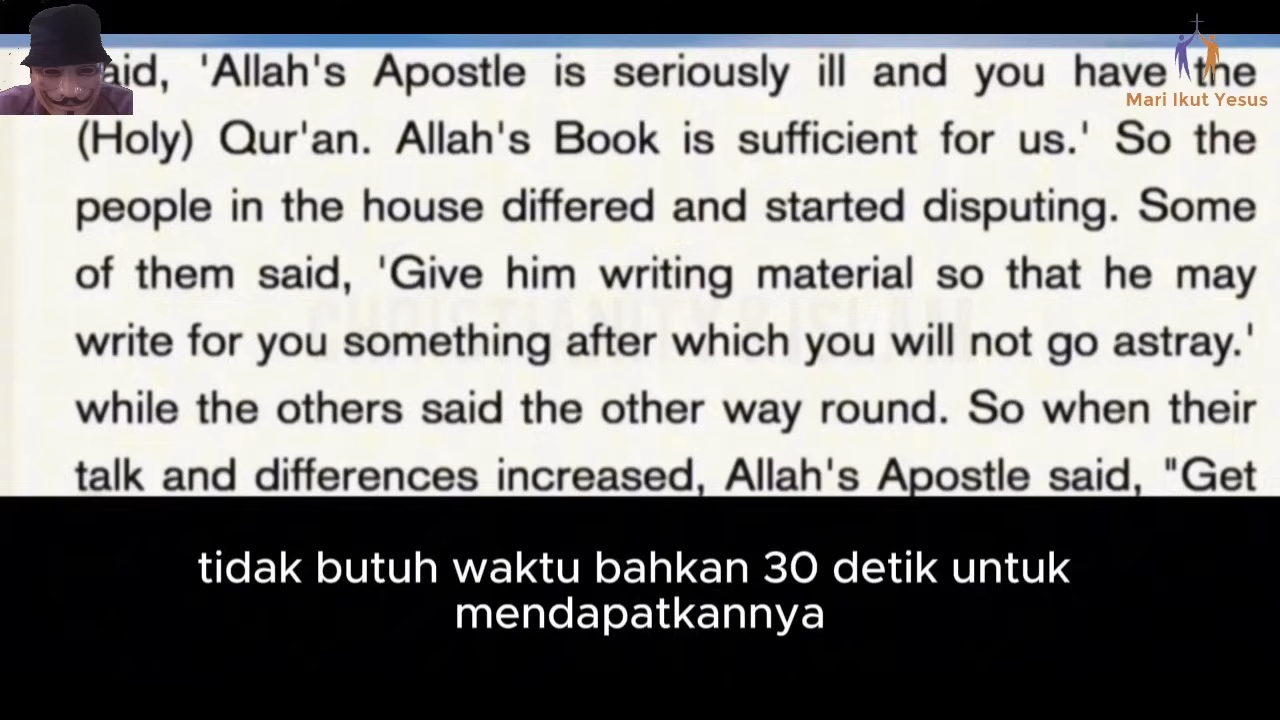 aid, 'Allah's Apostle is seriously ill and you have the
(Holy) Qur'an. Allah's Book is sufficient for us.' So the
people in the house differed and started disputing. Some
of them said, 'Give him writing material so that he may
write for you something after which you will not go astray.'
while the others said the other way round. So when their
talk and differences increased, Allah's Apostle said, "Get
Mari Ikut Yesus
tidak butuh waktu bahkan 30 detik untuk
mendapatkannya